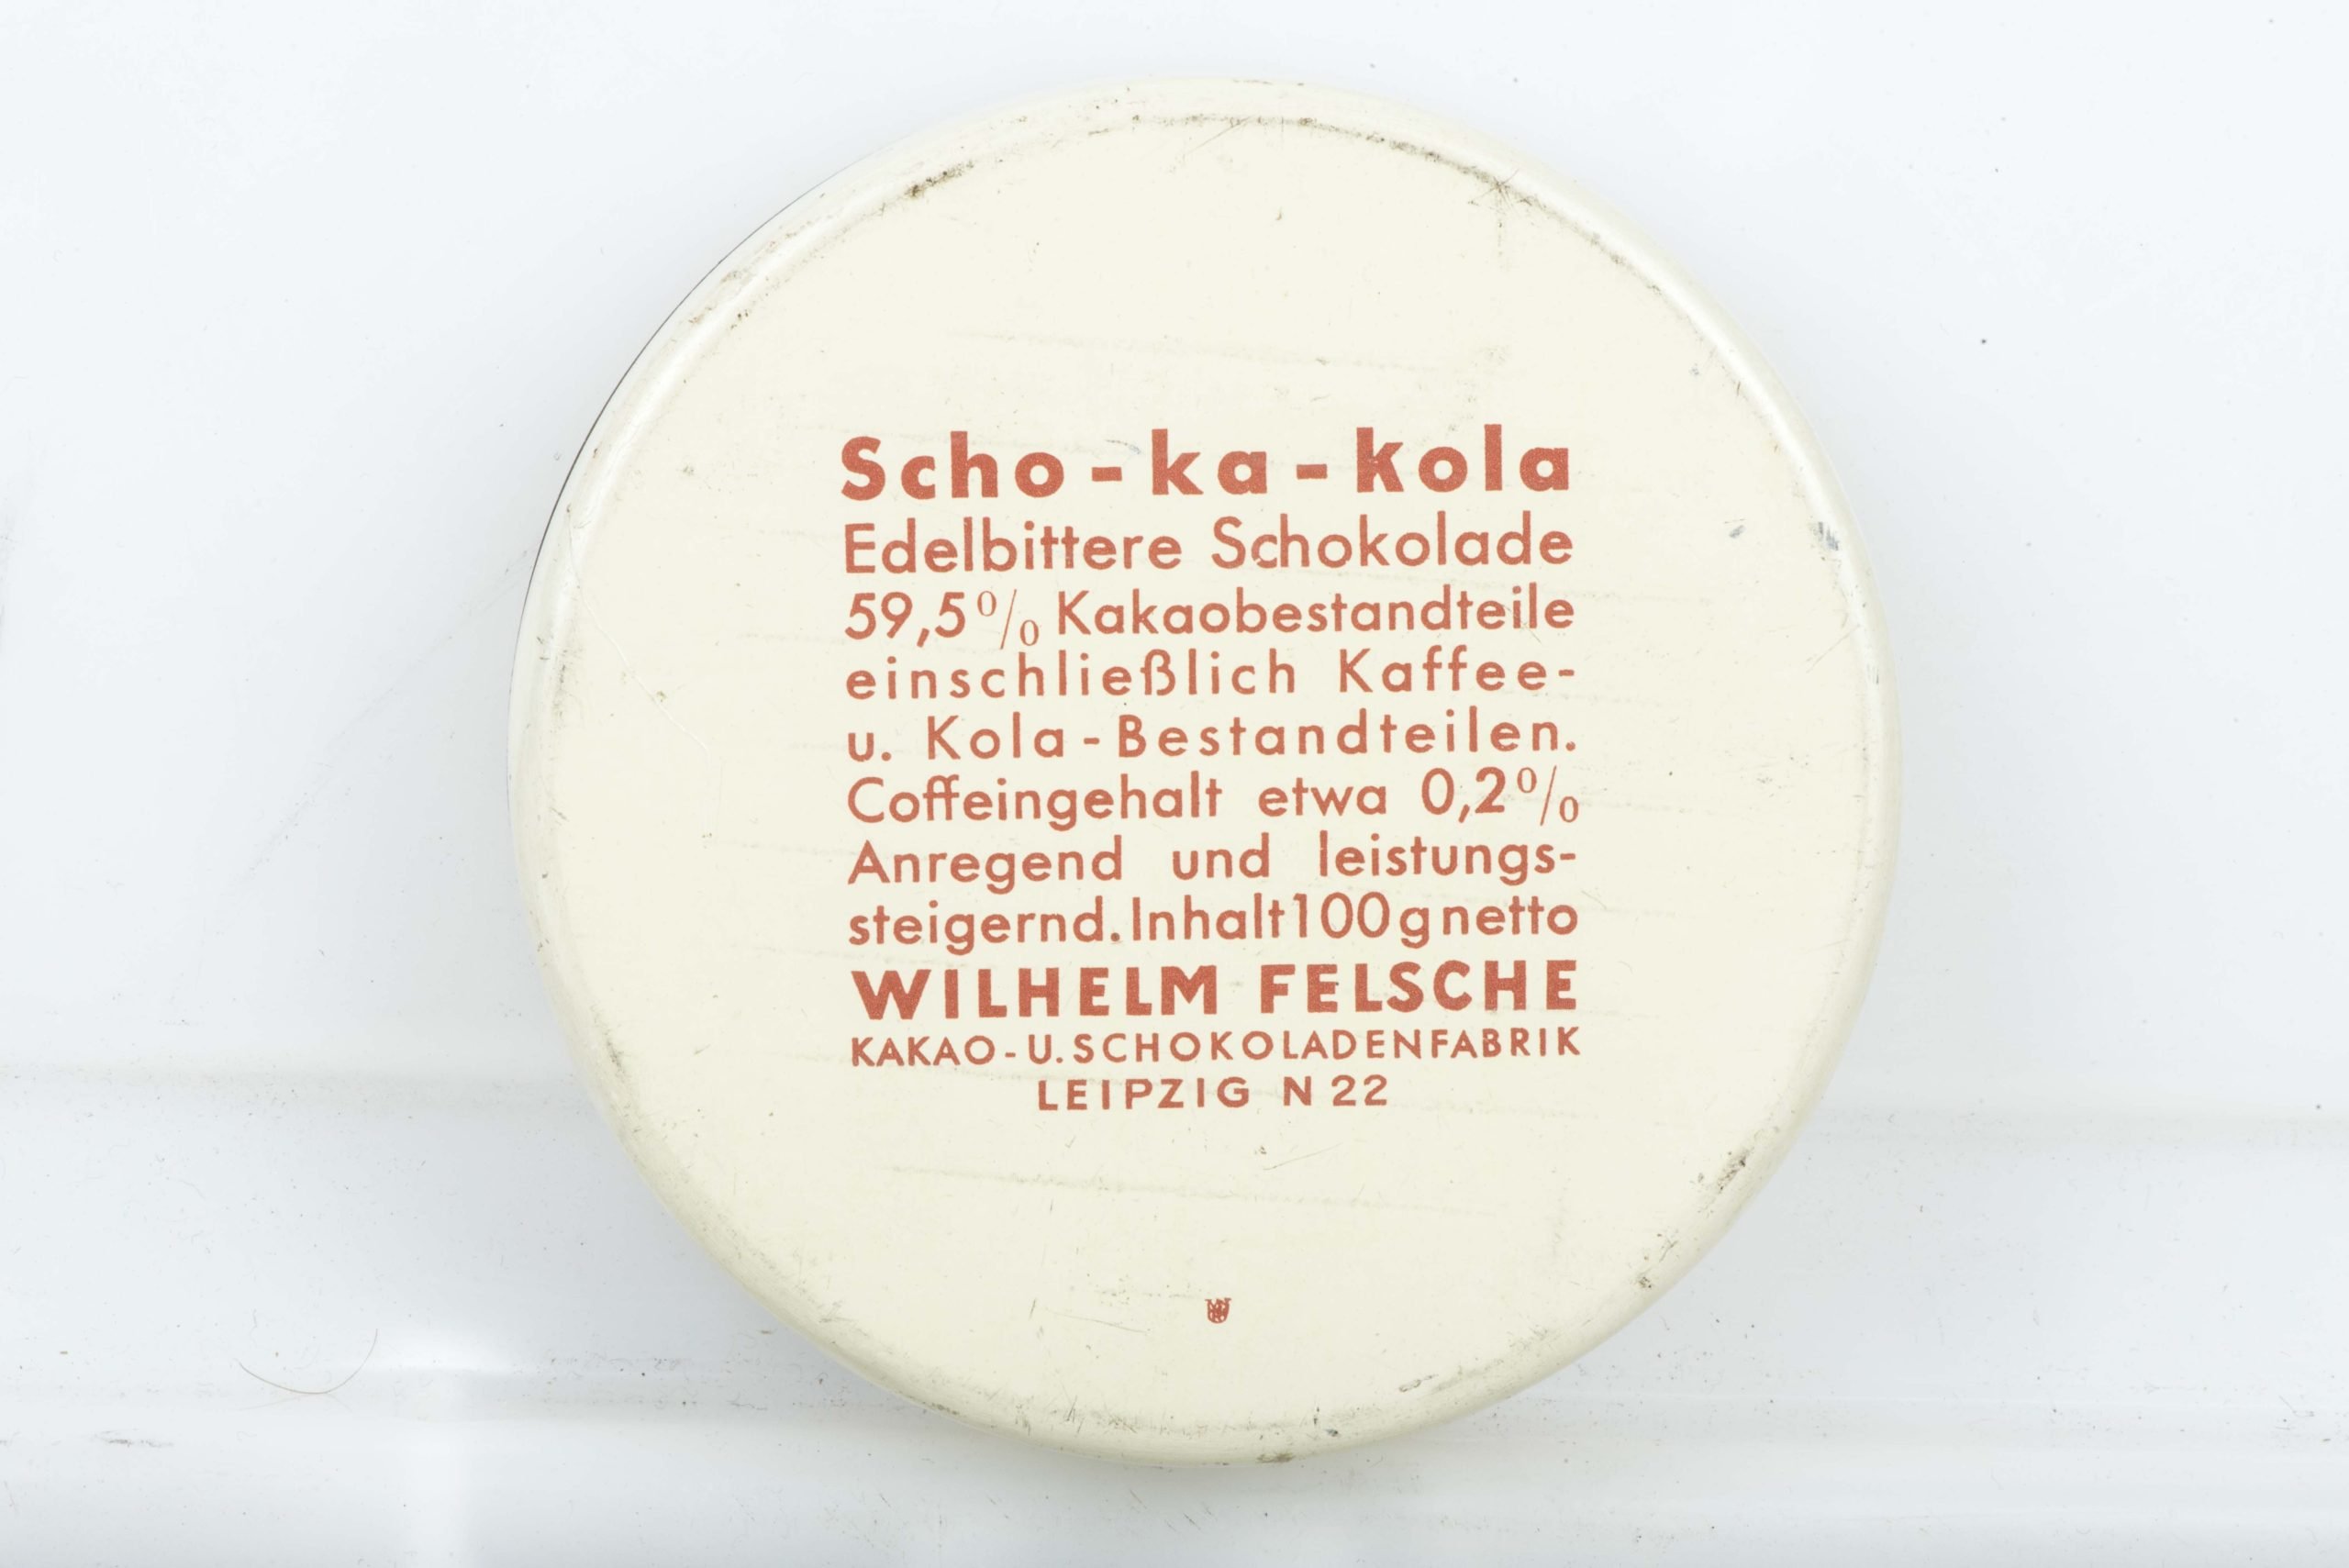 Scho-ka-kola
Edelbittere Schokolade
59,5% Kakaobestandteile
einschließlich Kaffee-
u. Kola-Bestandteilen.
Coffeingehalt etwa 0,2%
Anregend und leistungs-
steigernd. Inhalt 100 g netto
WILHELM FELSCHE
KAKAO-U. SCHOKOLADENFABRIK
LEIPZIG N 22